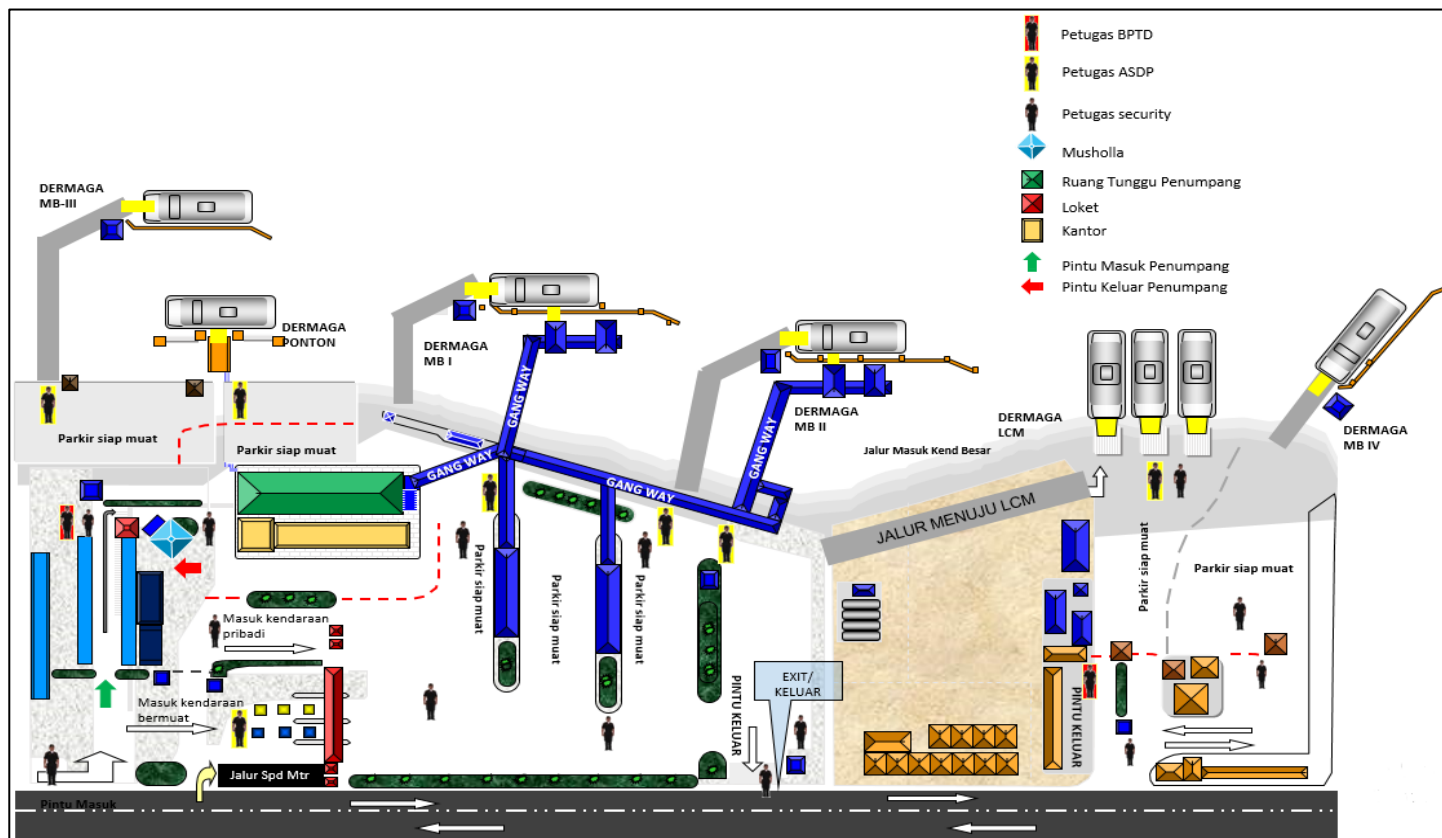 Petugas BPTD
Petugas ASDP
Petugas security
Musholla
Ruang Tunggu Penumpang
Loket
Kantor
Pintu Masuk Penumpang
Pintu Keluar Penumpang
DERMAGA
MB-III
DERMAGA
PONTON
DERMAGA
MB I
DERMAGA
MB II
DERMAGA
LCM
DERMAGA
MB IV
GANG WAY
GANG WAY
GANG WAY
GANG WAY
Jalur Masuk Kend Besar
JALUR MENUJU LCM
Parkir siap muat
Parkir siap muat
Parkir siap muat
Parkir siap muat
Parkir siap muat
Parkir siap muat
Parkir siap muat
Masuk kendaraan
pribadi
Masuk kendaraan
bermuat
PINTU KELUAR
EXIT/
KELUAR
PINTU KELUAR
Jalur Spd Mtr
Pintu Masuk